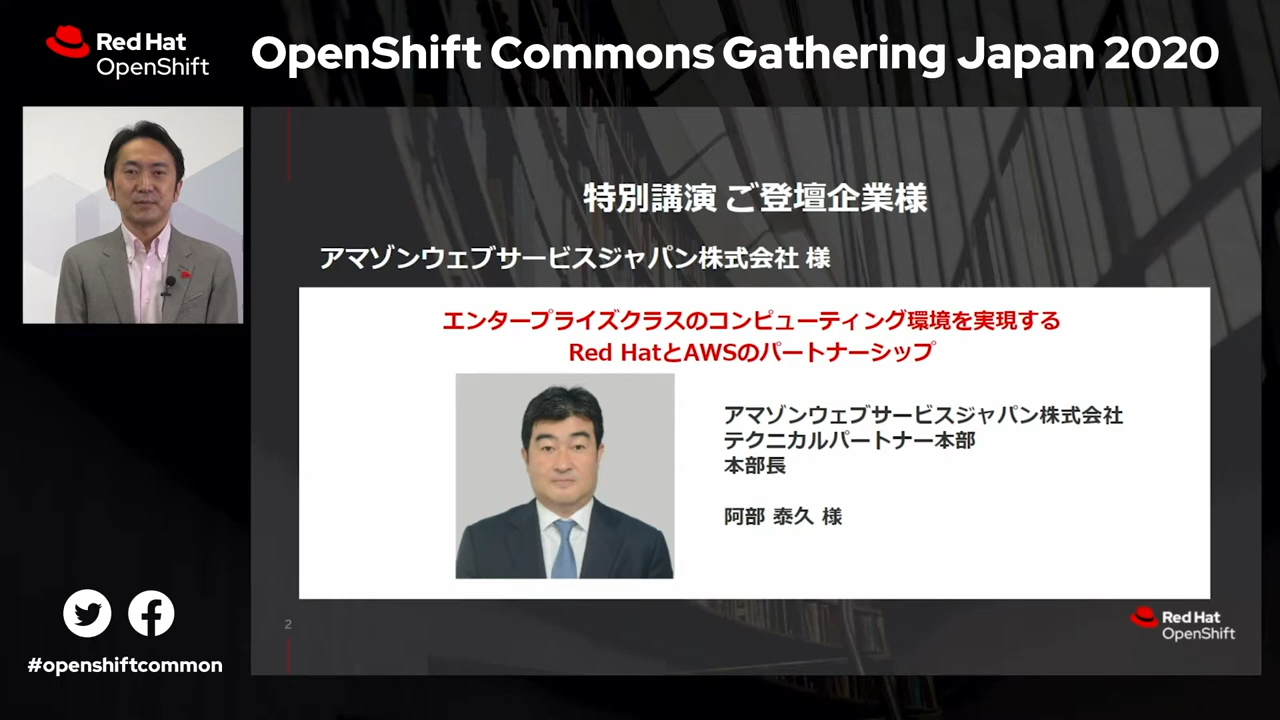 Red Hat
OpenShift
OpenShift Commons Gathering Japan 2020
特別講演 ご登壇企業様
アマゾンウェブサービスジャパン株式会社 様
エンタープライズクラスのコンピューティング環境を実現する
Red HatとAWSのパートナーシップ
アマゾンウェブサービスジャパン株式会社
テクニカルパートナー本部
本部長
阿部 泰久 様
2
Red Hat
OpenShift
#openshiftcommon